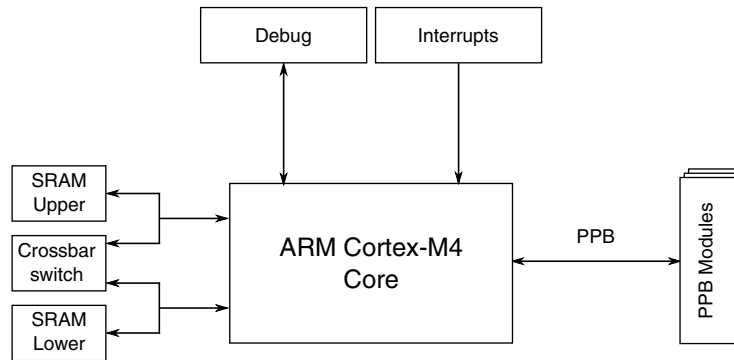 Debug
Interrupts
SRAM
Upper
Crossbar
switch
SRAM
Lower
ARM Cortex-M4
Core
PPB
PPB Modules